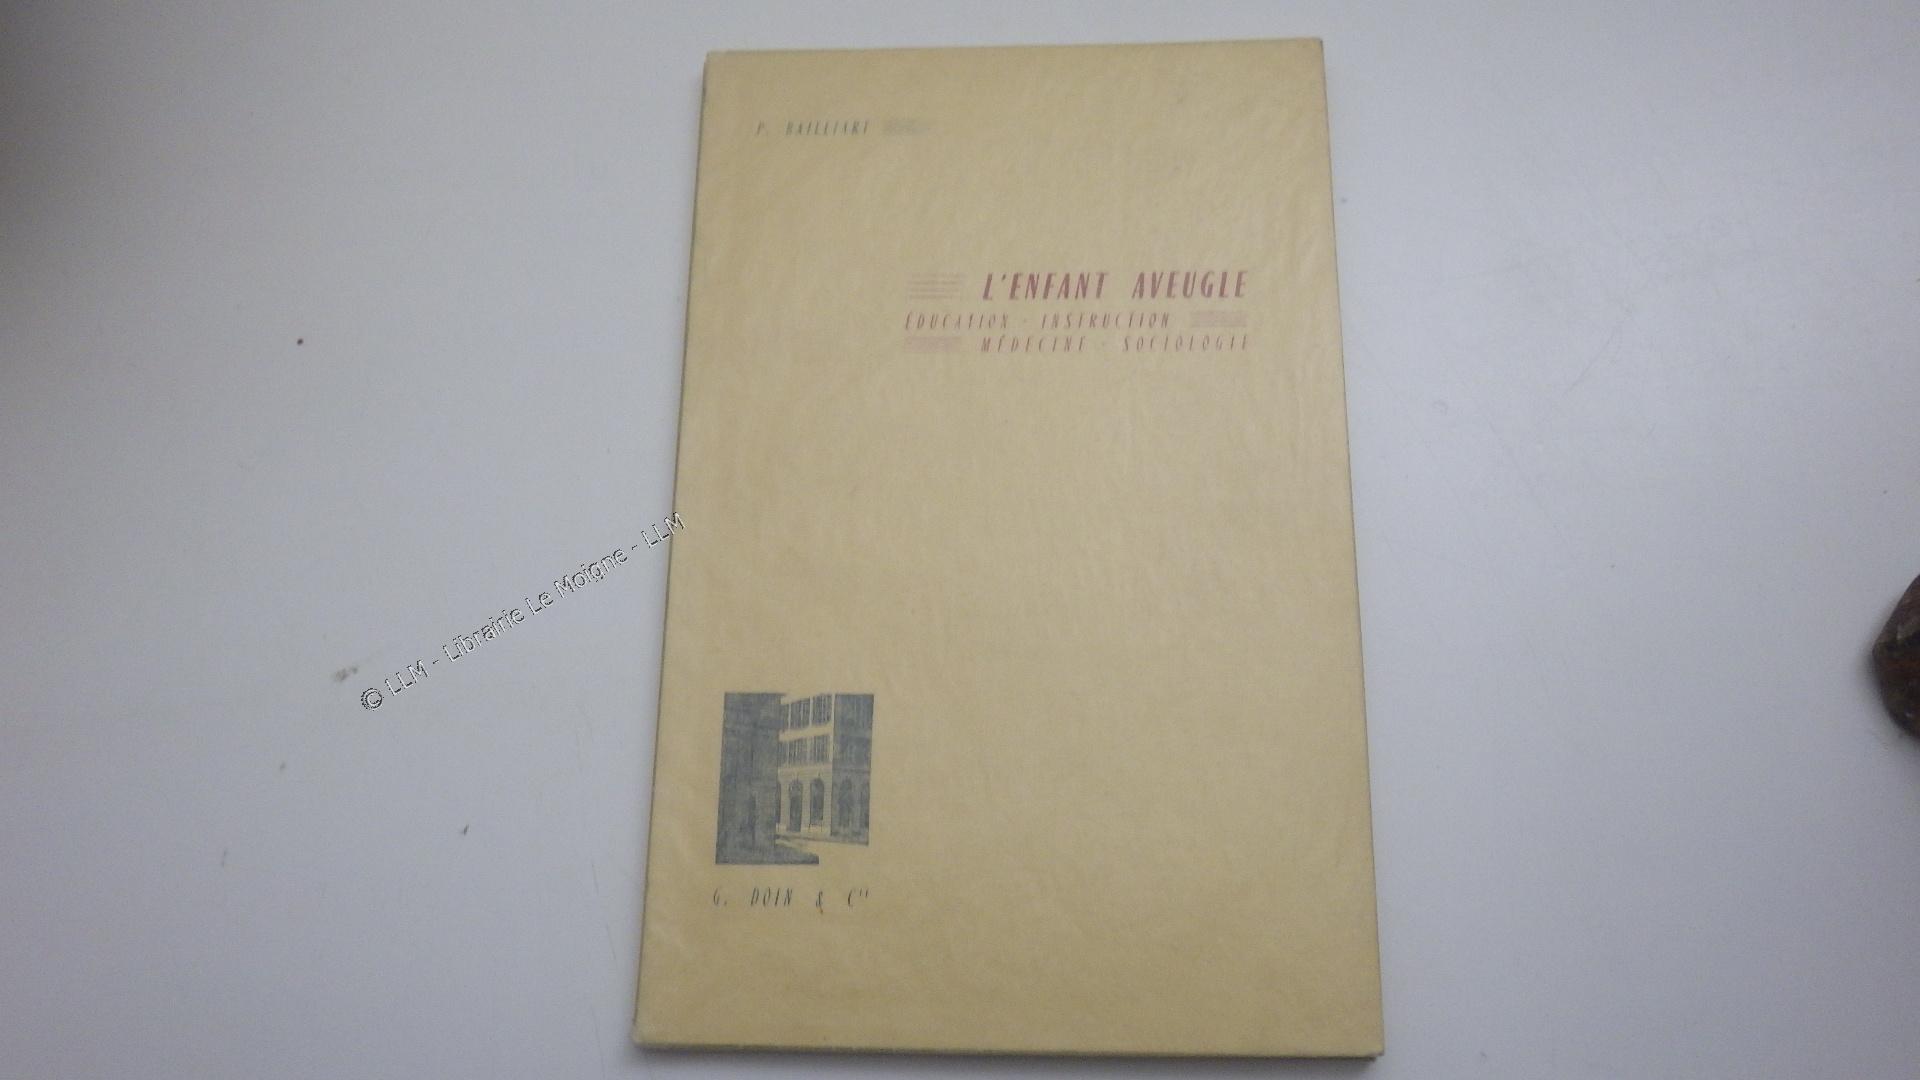 P. BAILLIART
L'ENFANT AVEUGLE
ÉDUCATION - INSTRUCTION
MÉDECINE - SOCIOLOGIE
© LLM - Librairie Le Moigne - LLM
G. DOIN & Cie